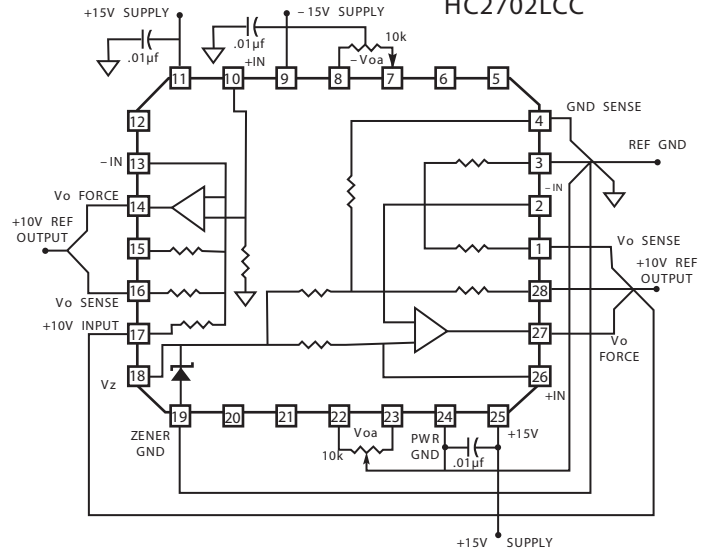 HC2702LCC
+15V SUPPLY
– 15V SUPPLY
.01µf
.01µf
+IN
10k
– Voa
11
10
9
8
7
6
5
12
4
GND SENSE
– IN
13
3
REF GND
Vo FORCE
14
– IN
2
+10V REF
OUTPUT
15
1
Vo SENSE
+10V REF
OUTPUT
16
28
Vo SENSE
+10V INPUT
17
27
Vo
FORCE
18
Vz
26
+IN
19
20
21
22
23
24
25
ZENER
GND
Voa
10k
PWR
GND
+15V
.01µf
+15V SUPPLY